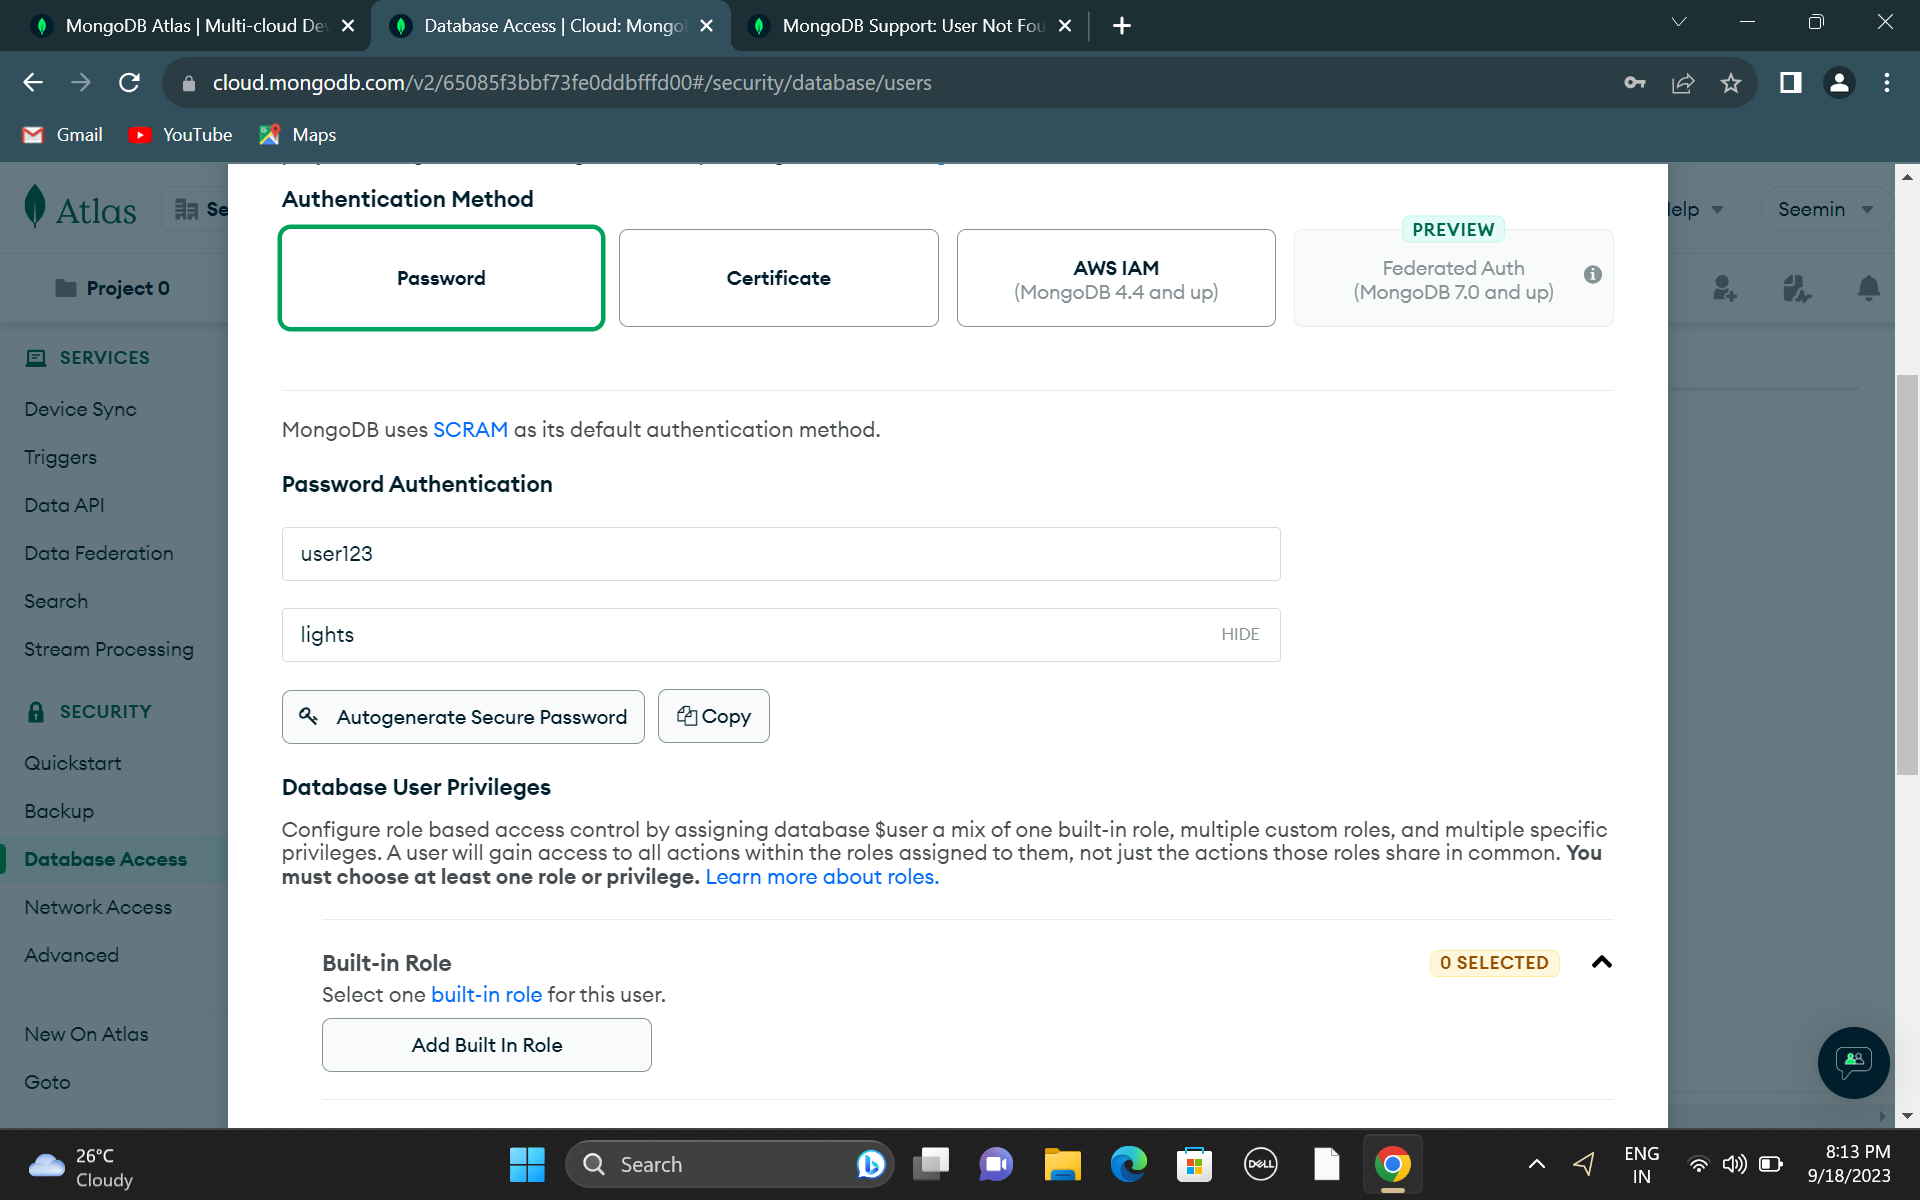 MongoDB Atlas | Multi-cloud De
Database Access | Cloud: Mongo
MongoDB Support: User Not Fou
cloud.mongodb.com/v2/65085f3bbf73fe0ddbfffd00#/security/database/users
Gmail
YouTube
Maps
Atlas
Se
elp
Seemin
Project 0
SERVICES
Device Sync
Triggers
Data API
Data Federation
Search
Stream Processing
SECURITY
Quickstart
Backup
Database Access
Network Access
Advanced
New On Atlas
Goto
Authentication Method
Password
Certificate
AWS IAM
(MongoDB 4.4 and up)
PREVIEW
Federated Auth
(MongoDB 7.0 and up)
MongoDB uses SCRAM as its default authentication method.
Password Authentication
user123
lights
HIDE
Autogenerate Secure Password
Copy
Database User Privileges
Configure role based access control by assigning database $user a mix of one built-in role, multiple custom roles, and multiple specific
privileges. A user will gain access to all actions within the roles assigned to them, not just the actions those roles share in common. You
must choose at least one role or privilege. Learn more about roles.
Built-in Role
0 SELECTED
Select one built-in role for this user.
Add Built In Role
26°C
Cloudy
Search
DELL
ENG
IN
8:13 PM
9/18/2023